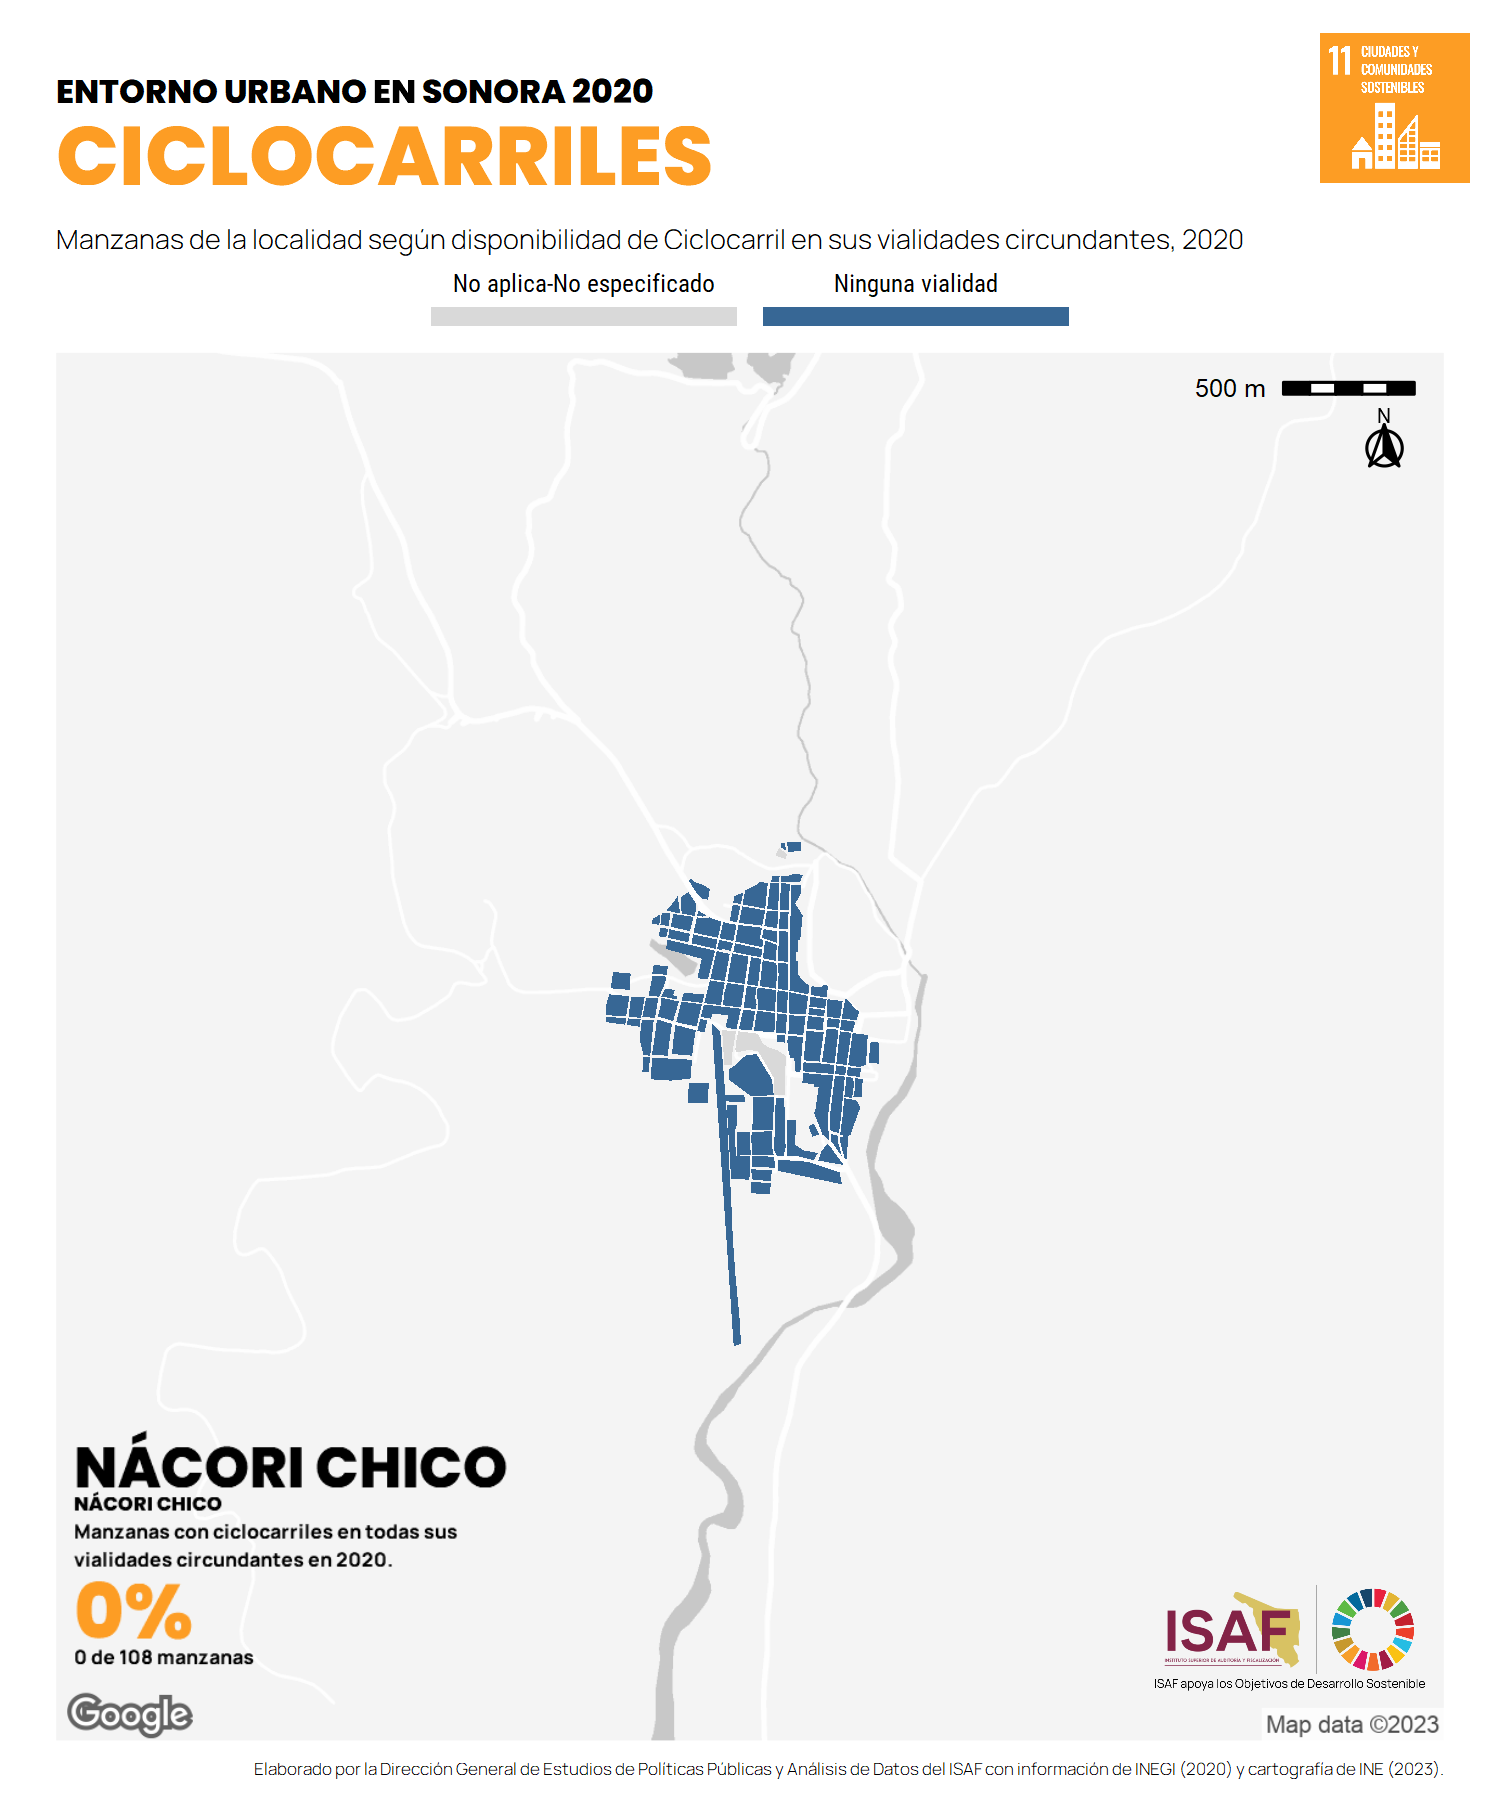 ENTORNO URBANO EN SONORA 2020
CICLOCARRILES
11 CIUDADES Y
COMUNIDADES
SOSTENIBLES
Manzanas de la localidad según disponibilidad de Ciclocarril en sus vialidades circundantes, 2020
No aplica-No especificado Ninguna vialidad
500 m
N
NÁCORI CHICO
NÁCORI CHICO
Manzanas con ciclocarriles en todas sus
vialidades circundantes en 2020.
0%
0 de 108 manzanas
ISAF
INSTITUTO SUPERIOR DE AUDITORÍA Y FISCALIZACIÓN
ISAF apoya los Objetivos de Desarrollo Sostenible
Google
Map data ©2023
Elaborado por la Dirección General de Estudios de Políticas Públicas y Análisis de Datos del ISAF con información de INEGI (2020) y cartografía de INE (2023).